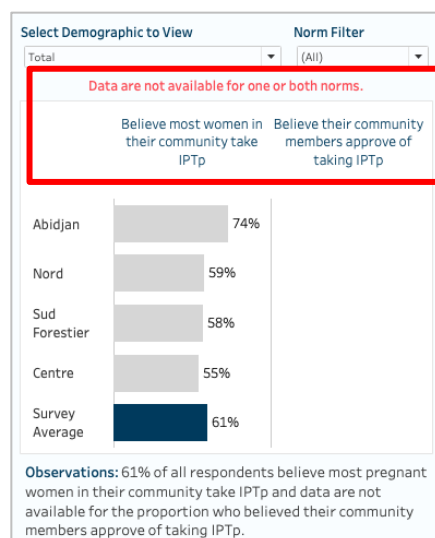 Select Demographic to View
Norm Filter
Total
(All)
Data are not available for one or both norms.
Believe most women in
their community take
IPTp
Believe their community
members approve of
taking IPTp
Abidjan
74%
Nord
59%
Sud
Forestier
58%
Centre
55%
Survey
Average
61%
Observations: 61% of all respondents believe most pregnant
women in their community take IPTp and data are not
available for the proportion who believed their community
members approve of taking IPTp.